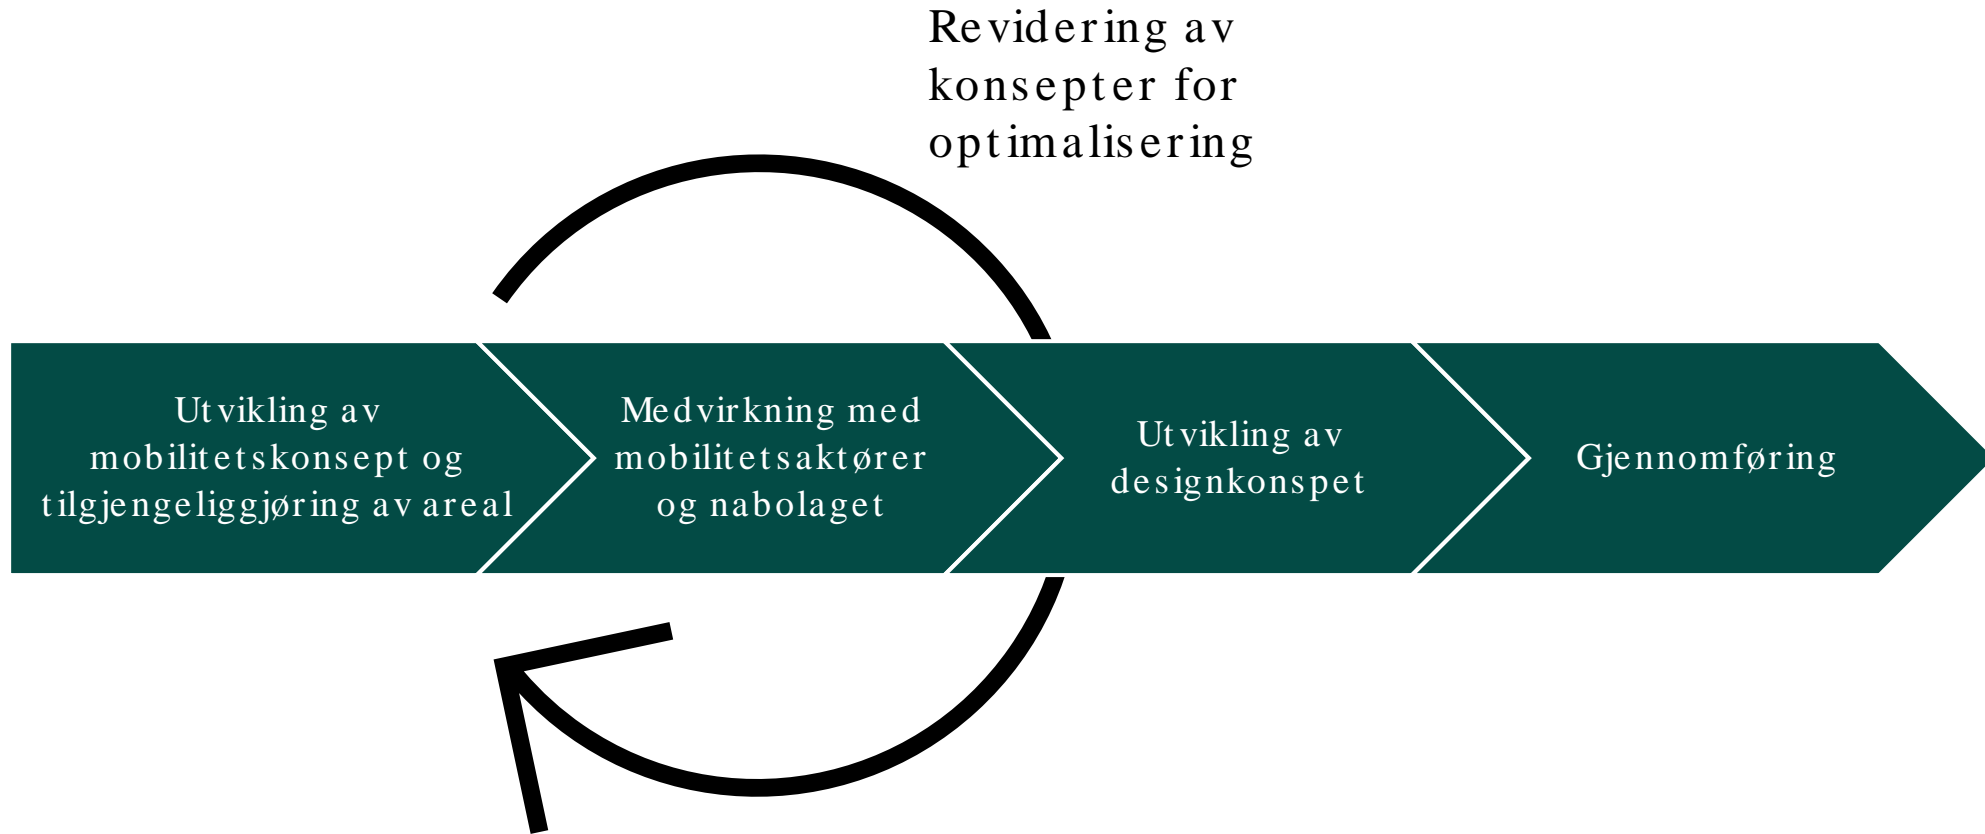 Revidering av
konsepter for
optimalisering
Utvikling av
mobilitetskonsept og
tilgjengeliggjøring av areal
Medvirkning med
mobilitetsaktører
og nabolaget
Utvikling av
designkonspet
Gjennomføring